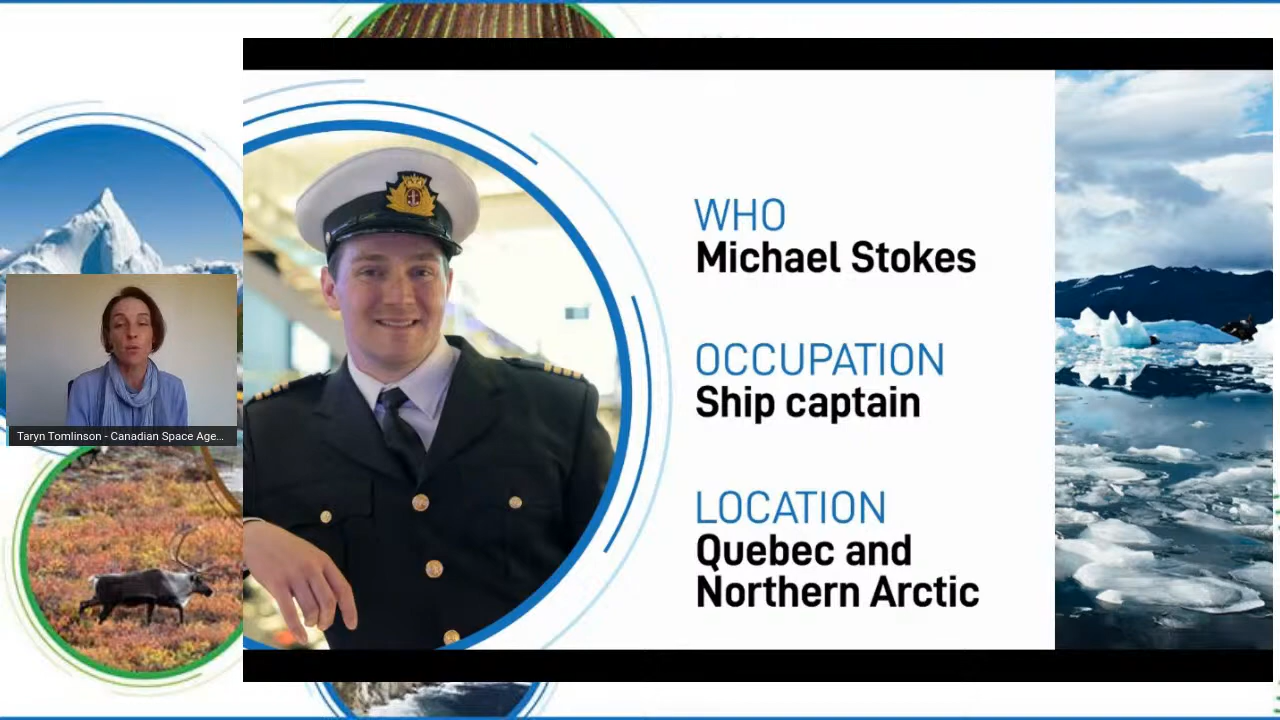 WHO
Michael Stokes
OCCUPATION
Ship captain
LOCATION
Quebec and
Northern Arctic
Taryn Tomlinson - Canadian Space Age...